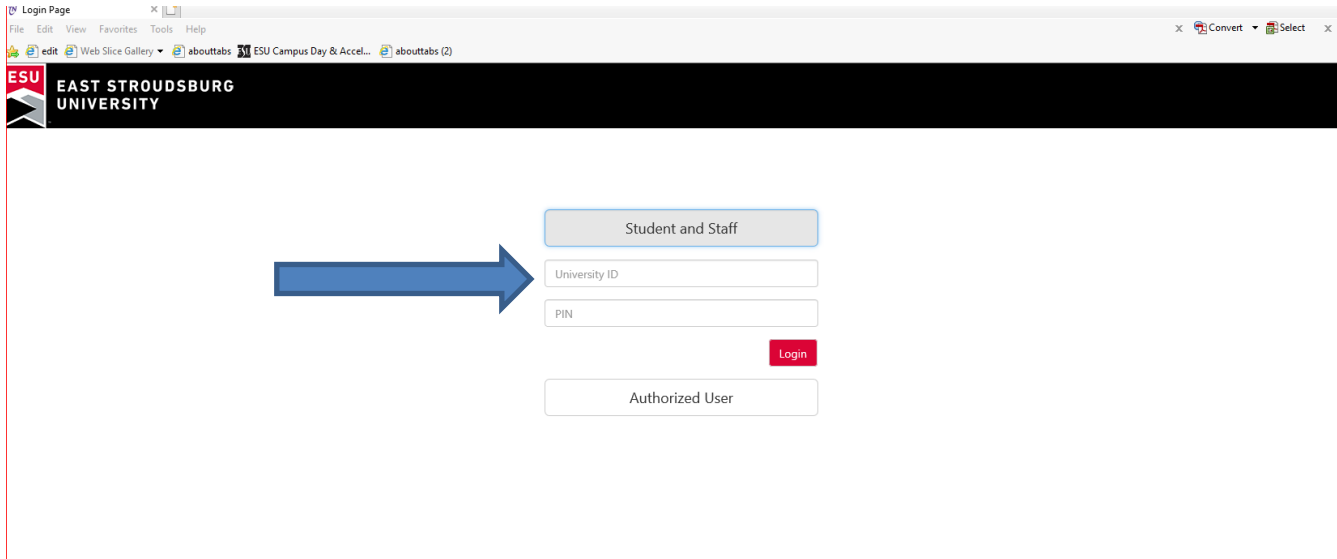 Login Page
File Edit View Favorites Tools Help
x Convert Select x
edit Web Slice Gallery abouttabs ESU Campus Day & Accel... abouttabs (2)
ESU
EAST STROUDSBURG
UNIVERSITY
Student and Staff
University ID
PIN
Login
Authorized User